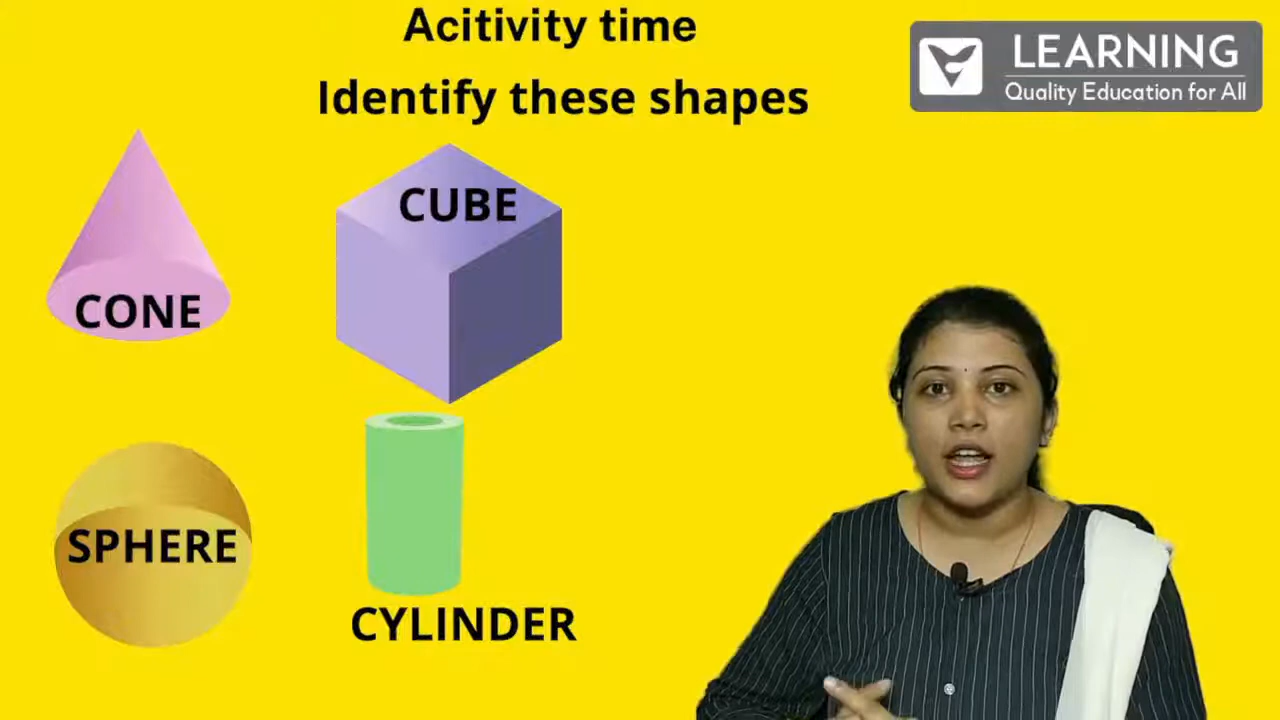 Acitivity time
Identify these shapes
LEARNING
Quality Education for All
CUBE
CONE
SPHERE
CYLINDER